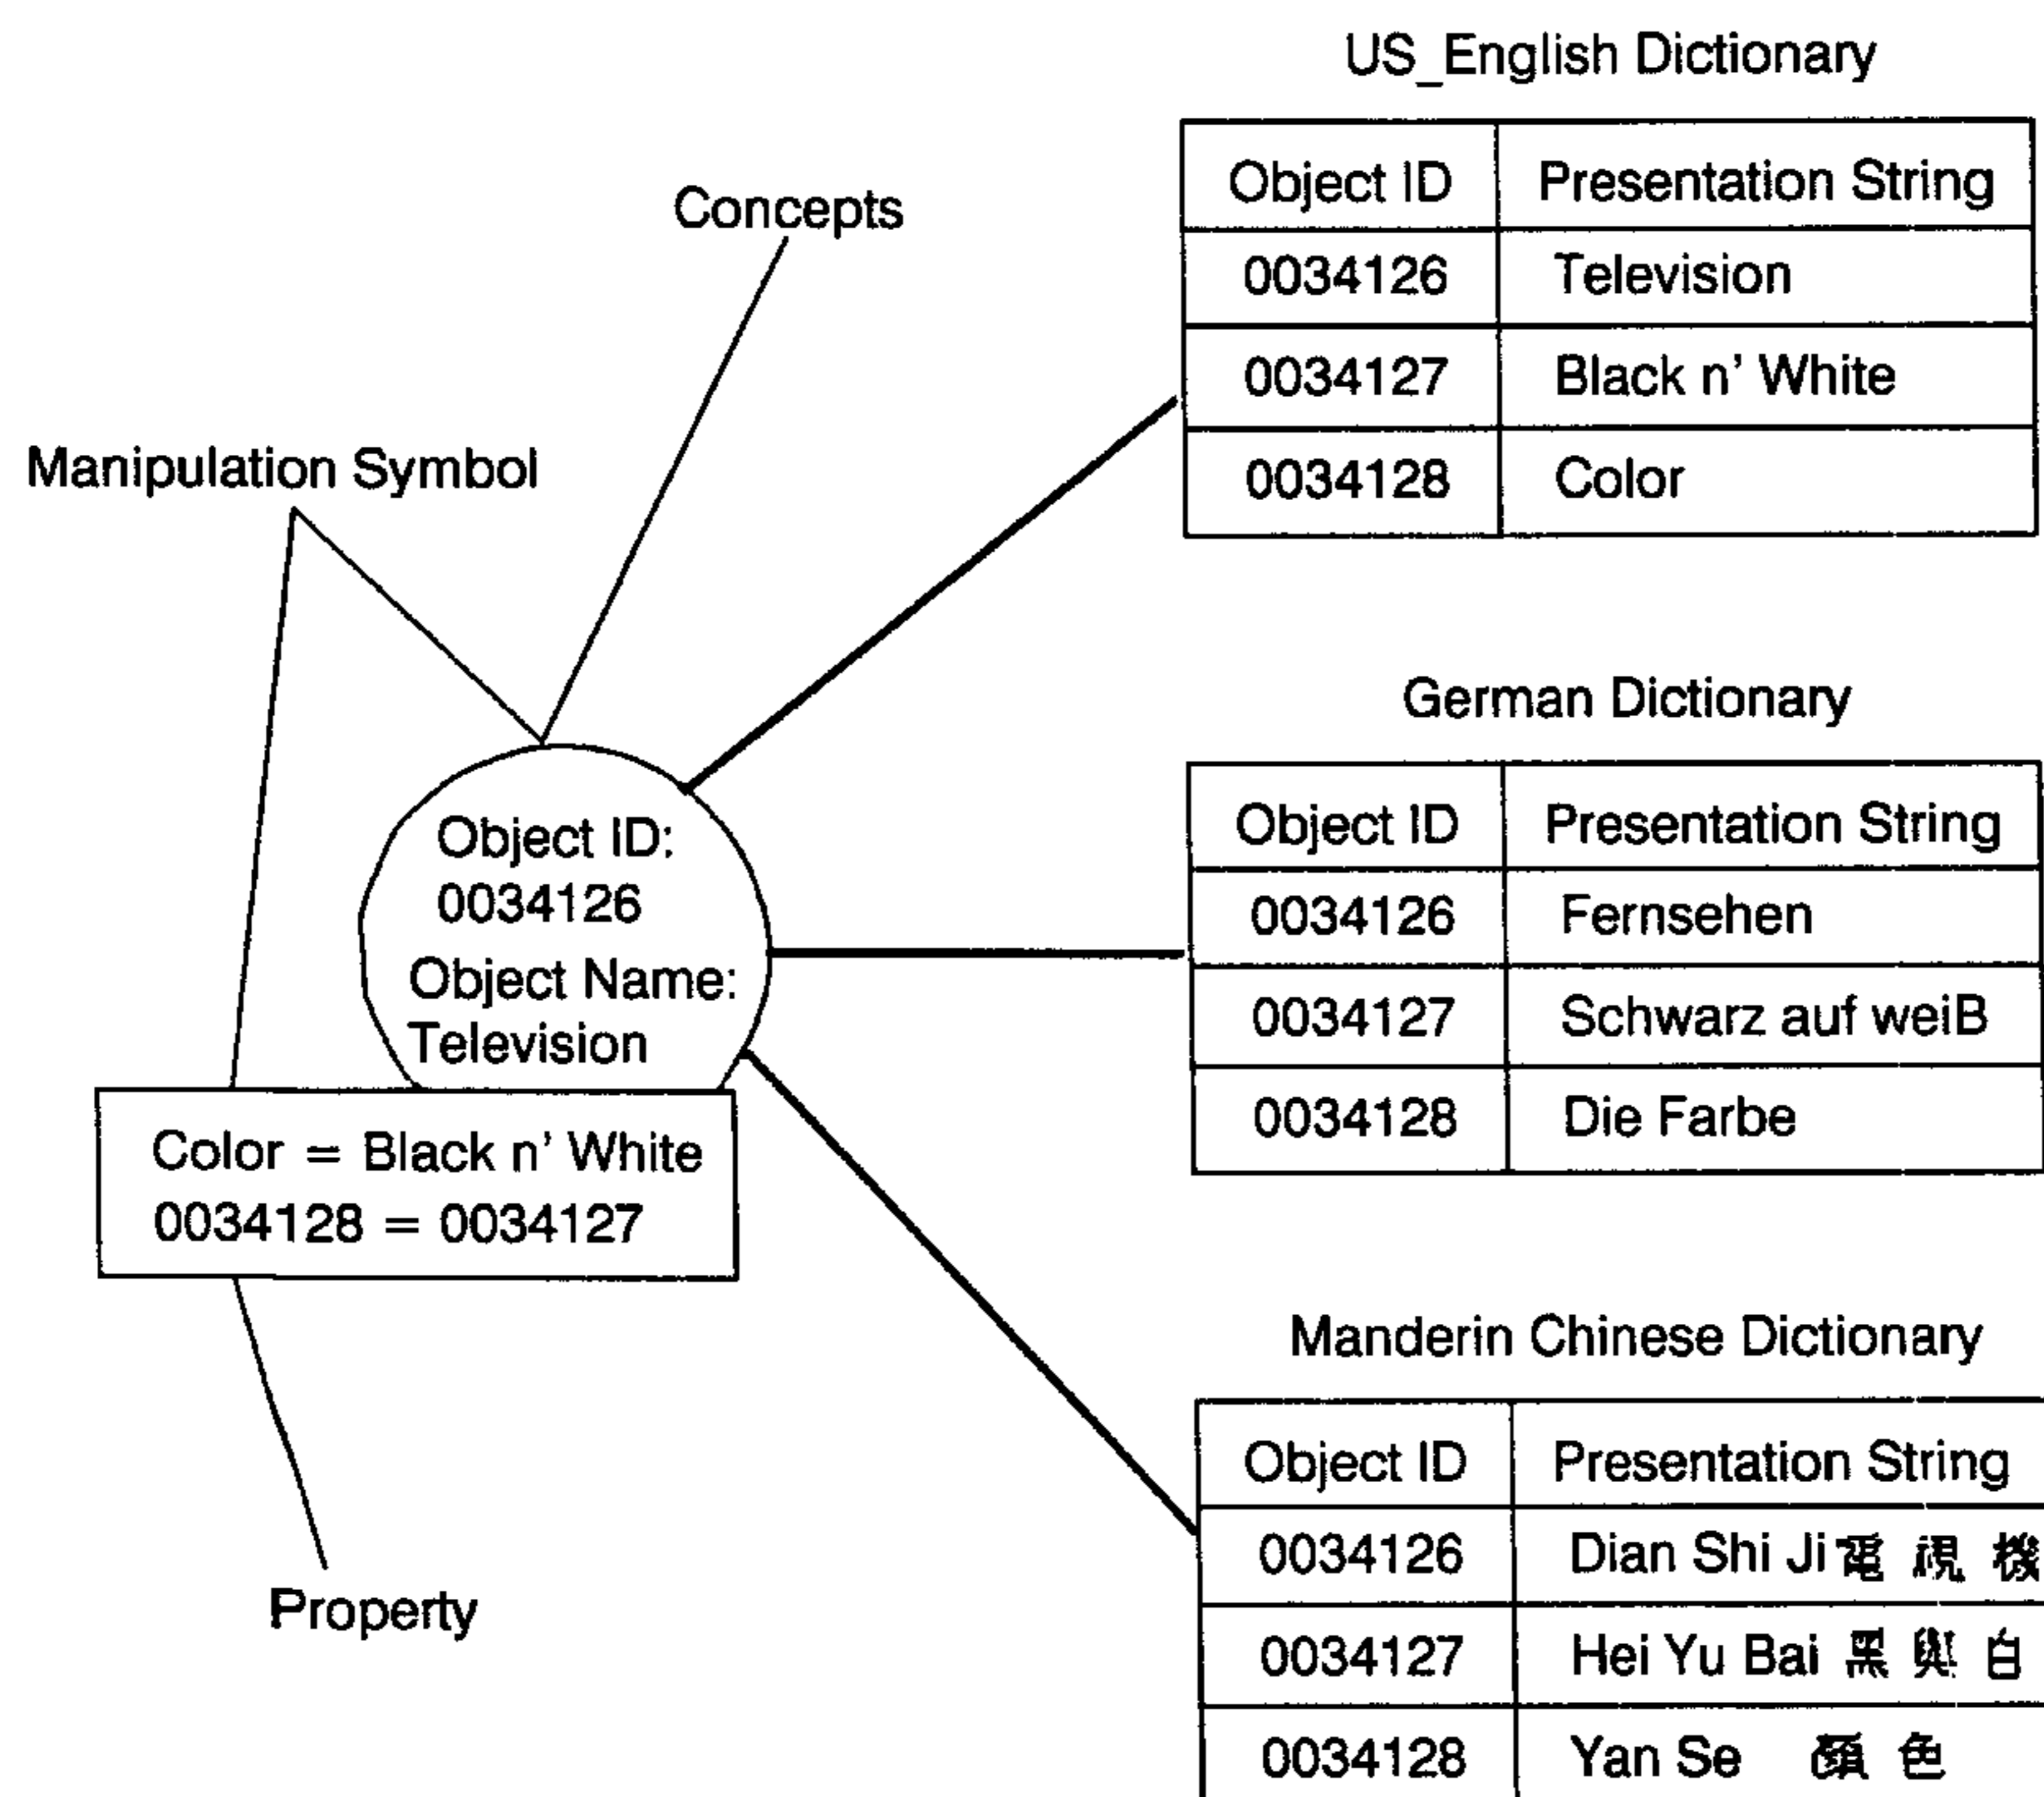 US_English Dictionary
Object ID Presentation String
0034126 Television
0034127 Black n' White
0034128 Color
Concepts
Manipulation Symbol
German Dictionary
Object ID Presentation String
0034126 Fernsehen
0034127 Schwarz auf weiB
0034128 Die Farbe
Object ID:
0034126
Object Name:
Television
Color = Black n' White
0034128 = 0034127
Property
Manderin Chinese Dictionary
Object ID Presentation String
0034126 Dian Shi Ji 電 視 機
0034127 Hei Yu Bai 黑 與 白
0034128 Yan Se 顏 色